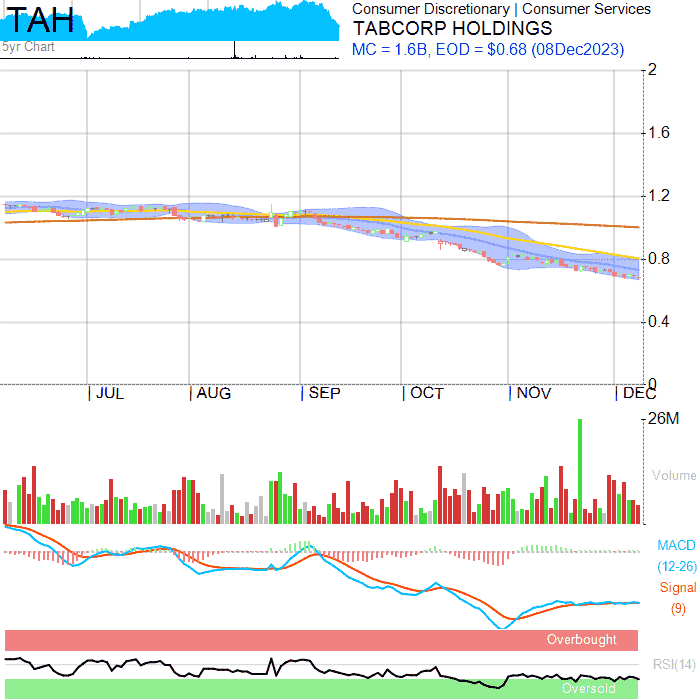 TAH
Consumer Discretionary | Consumer Services
TABCORP HOLDINGS
5yr Chart
MC = 1.6B, EOD = $0.68 (08Dec2023)
2
1.6
1.2
0.8
0.4
0
JUL AUG SEP OCT NOV DEC
26M
Volume
MACD
(12-26)
Signal
(9)
Overbought
RSI(14)
Oversold